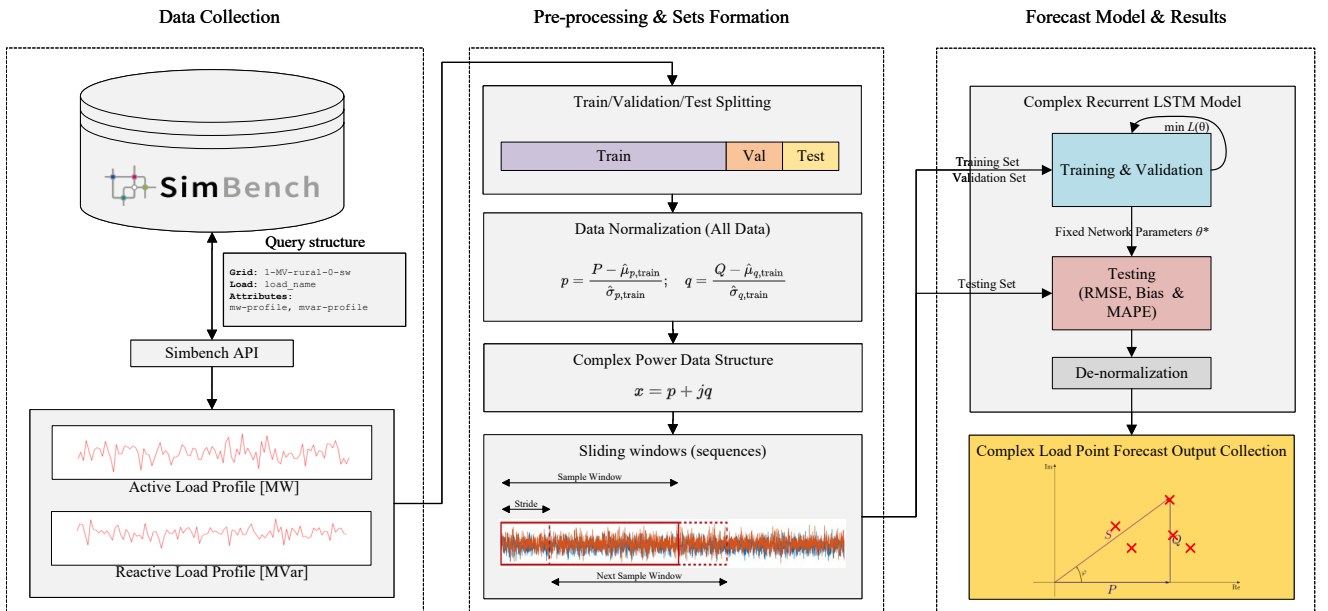 Data Collection
SimBench
Query structure
Grid: 1-MV-rural-0-sw
Load: load_name
Attributes:
mw-profile, mvar-profile
Simbench API
Active Load Profile [MW]
Reactive Load Profile [MVar]
Pre-processing & Sets Formation
Train/Validation/Test Splitting
Train Val Test
Data Normalization (All Data)
p = (P − μ̂p,train) / σ̂p,train; q = (Q − μ̂q,train) / σ̂q,train
Complex Power Data Structure
x = p + jq
Sliding windows (sequences)
Sample Window
Stride
Next Sample Window
Forecast Model & Results
Complex Recurrent LSTM Model
min L(θ)
Training Set
Validation Set
Training & Validation
Fixed Network Parameters θ*
Testing Set
Testing
(RMSE, Bias &
MAPE)
De-normalization
Complex Load Point Forecast Output Collection
Im
S
Q
φ
P
Re